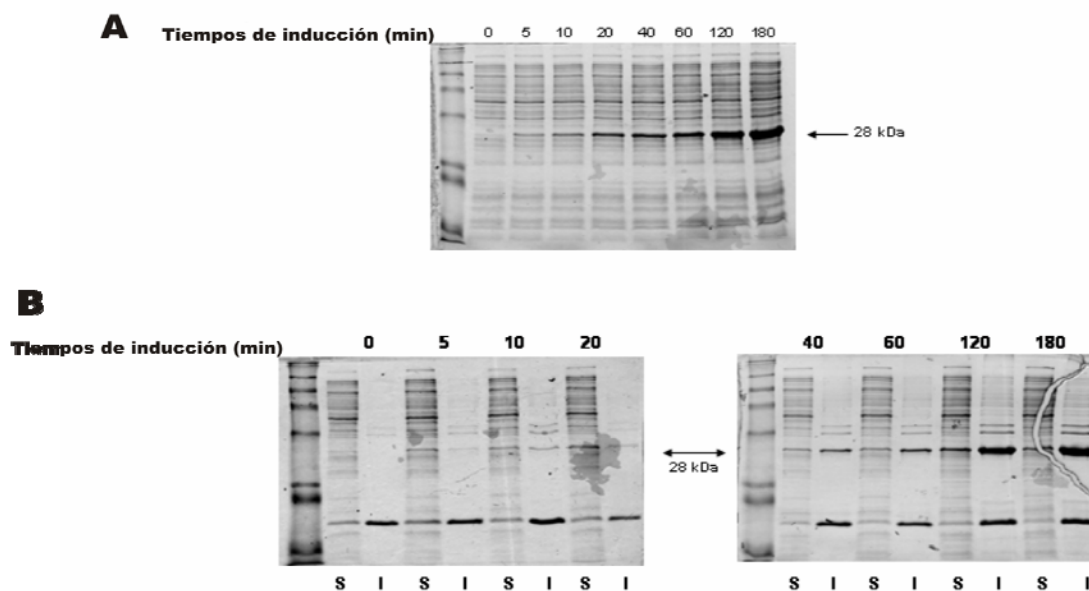 A
Tiempos de inducción (min) 0 5 10 20 40 60 120 180
28 kDa
B
Tiempos de inducción (min) 0 5 10 20 40 60 120 180
28 kDa
S I S I S I S I S I S I S I S I